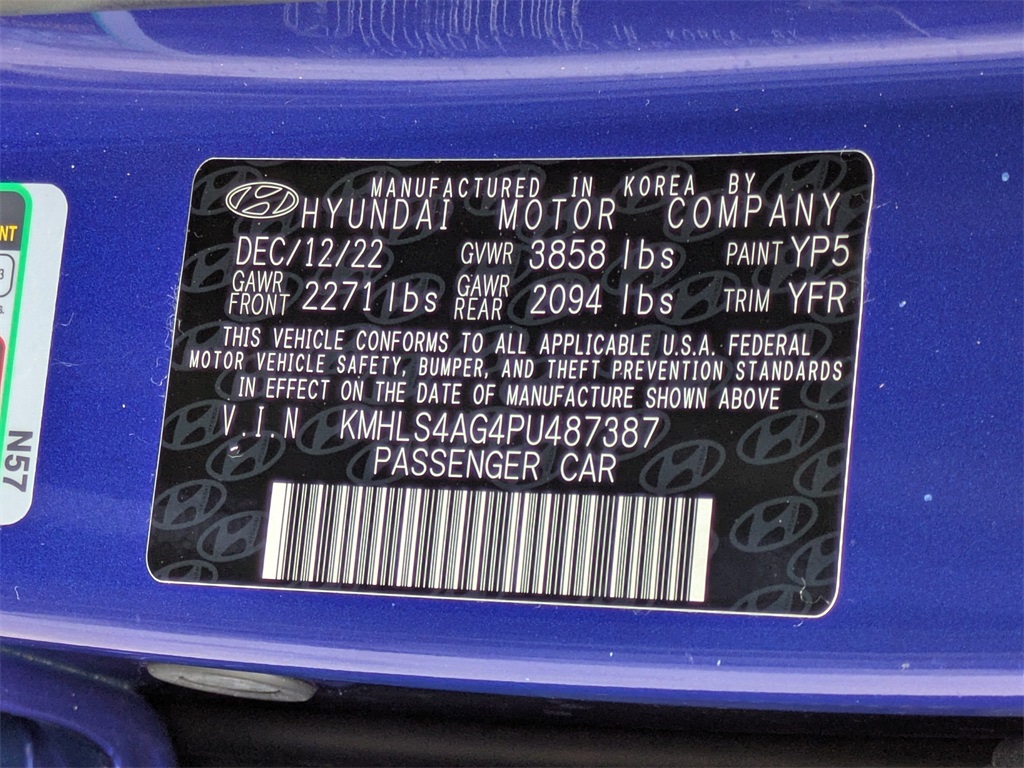 MANUFACTURED IN KOREA BY
HYUNDAI MOTOR COMPANY
DEC/12/22 GVWR 3858 lbs PAINT YP5
GAWR FRONT 2271 lbs GAWR REAR 2094 lbs TRIM YFR
THIS VEHICLE CONFORMS TO ALL APPLICABLE U.S.A. FEDERAL
MOTOR VEHICLE SAFETY, BUMPER, AND THEFT PREVENTION STANDARDS
IN EFFECT ON THE DATE OF MANUFACTURE SHOWN ABOVE
VIN KMHLS4AG4PU487387
PASSENGER CAR
N57